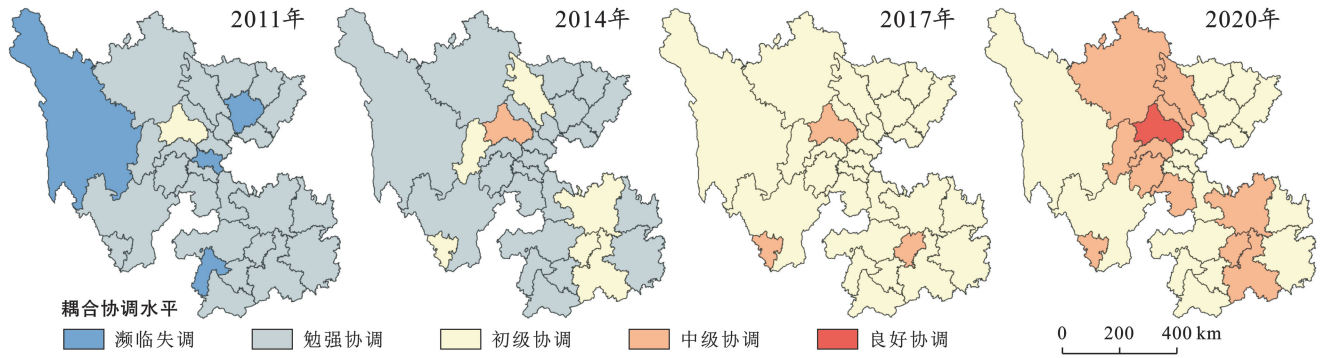 2011年 2014年 2017年 2020年
耦合协调水平
濒临失调 勉强协调 初级协调 中级协调 良好协调
0 200 400 km